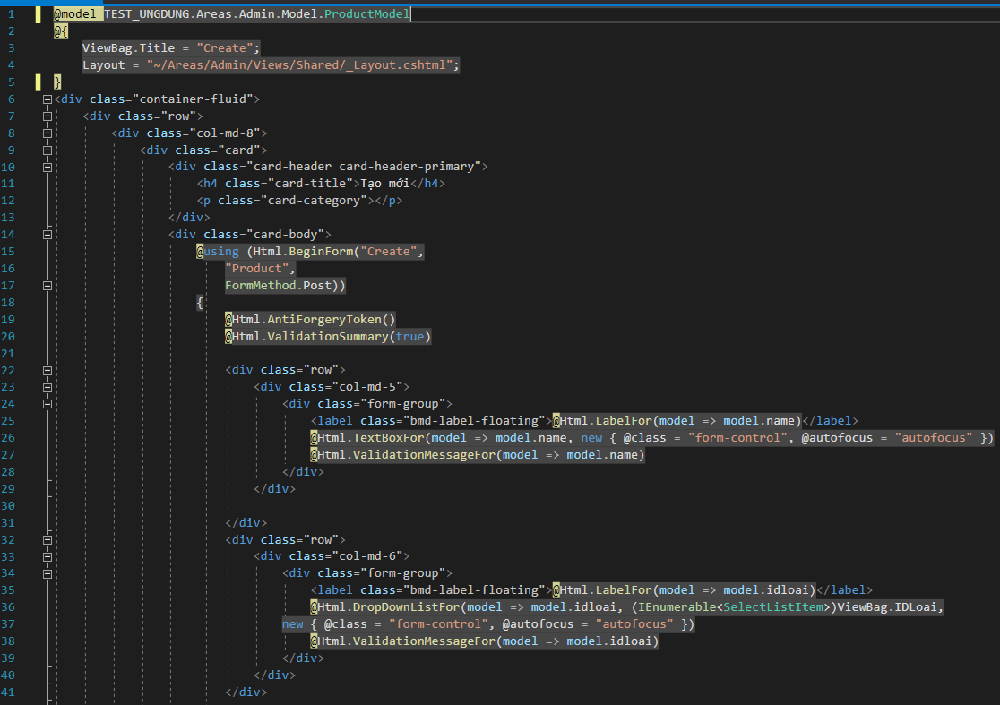 1 @model TEST_UNGDUNG.Areas.Admin.Model.ProductModel
2 @{
3 ViewBag.Title = "Create";
4 Layout = "~/Areas/Admin/Views/Shared/_Layout.cshtml";
5 }
6 <div class="container-fluid">
7 <div class="row">
8 <div class="col-md-8">
9 <div class="card">
10 <div class="card-header card-header-primary">
11 <h4 class="card-title">Tạo mới</h4>
12 <p class="card-category"></p>
13 </div>
14 <div class="card-body">
15 @using (Html.BeginForm("Create",
16 "Product",
17 FormMethod.Post))
18 {
19 @Html.AntiForgeryToken()
20 @Html.ValidationSummary(true)
21
22 <div class="row">
23 <div class="col-md-5">
24 <div class="form-group">
25 <label class="bmd-label-floating">@Html.LabelFor(model => model.name)</label>
26 @Html.TextBoxFor(model => model.name, new { @class = "form-control", @autofocus = "autofocus" })
27 @Html.ValidationMessageFor(model => model.name)
28 </div>
29 </div>
30
31 </div>
32 <div class="row">
33 <div class="col-md-6">
34 <div class="form-group">
35 <label class="bmd-label-floating">@Html.LabelFor(model => model.idloai)</label>
36 @Html.DropDownListFor(model => model.idloai, (IEnumerable<SelectListItem>)ViewBag.IDLoai,
37 new { @class = "form-control", @autofocus = "autofocus" })
38 @Html.ValidationMessageFor(model => model.idloai)
39 </div>
40 </div>
41 </div>